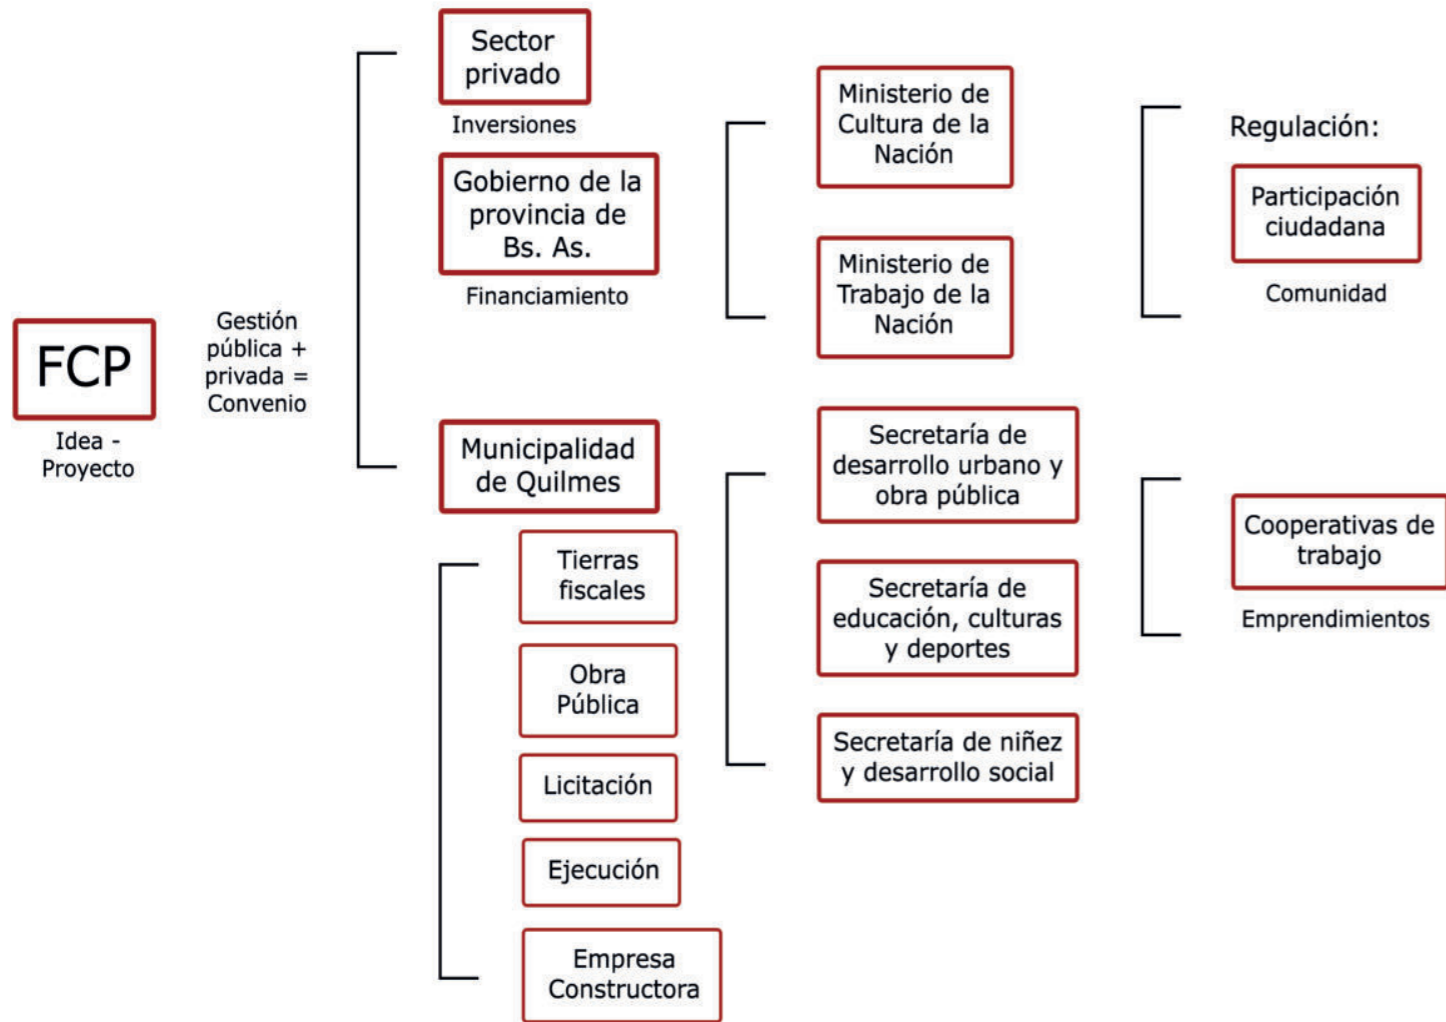 FCP
Idea -
Proyecto
Gestión
pública +
privada =
Convenio
Sector
privado
Inversiones
Gobierno de la
provincia de
Bs. As.
Financiamiento
Municipalidad
de Quilmes
Tierras
fiscales
Obra
Pública
Licitación
Ejecución
Empresa
Constructora
Ministerio de
Cultura de la
Nación
Ministerio de
Trabajo de la
Nación
Secretaría de
desarrollo urbano y
obra pública
Secretaría de
educación, culturas
y deportes
Secretaría de niñez
y desarrollo social
Regulación:
Participación
ciudadana
Comunidad
Cooperativas de
trabajo
Emprendimientos